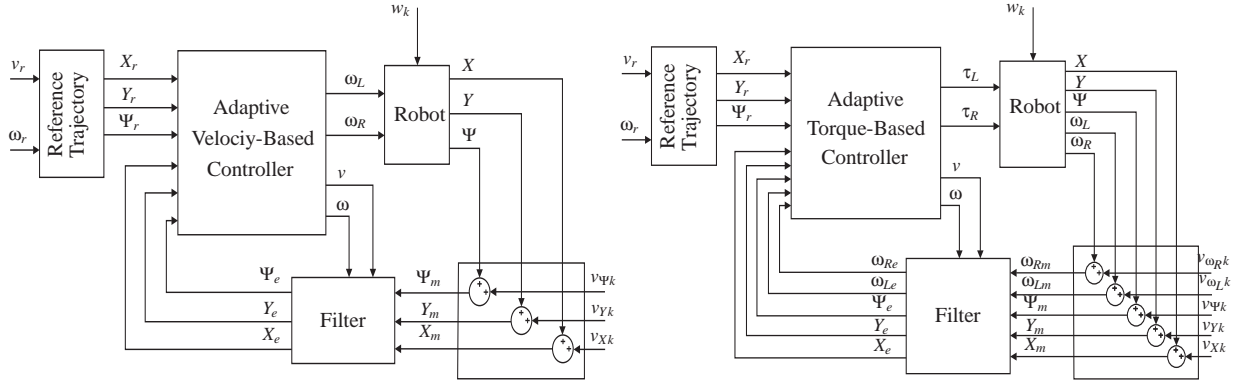 w_k
v_r
ω_r
Reference
Trajectory
X_r
Y_r
Ψ_r
Adaptive
Velociy-Based
Controller
ω_L
ω_R
v
ω
Robot
X
Y
Ψ
Ψ_e
Y_e
X_e
Filter
Ψ_m
Y_m
X_m
+
+
+
+
+
+
v_Ψk
v_Yk
v_Xk
w_k
v_r
ω_r
Reference
Trajectory
X_r
Y_r
Ψ_r
Adaptive
Torque-Based
Controller
τ_L
τ_R
v
ω
Robot
X
Y
Ψ
ω_L
ω_R
ω_Re
ω_Le
Ψ_e
Y_e
X_e
Filter
ω_Rm
ω_Lm
Ψ_m
Y_m
X_m
+
+
+
+
+
+
+
+
+
+
v_ω_R k
v_ω_L k
v_Ψk
v_Yk
v_Xk